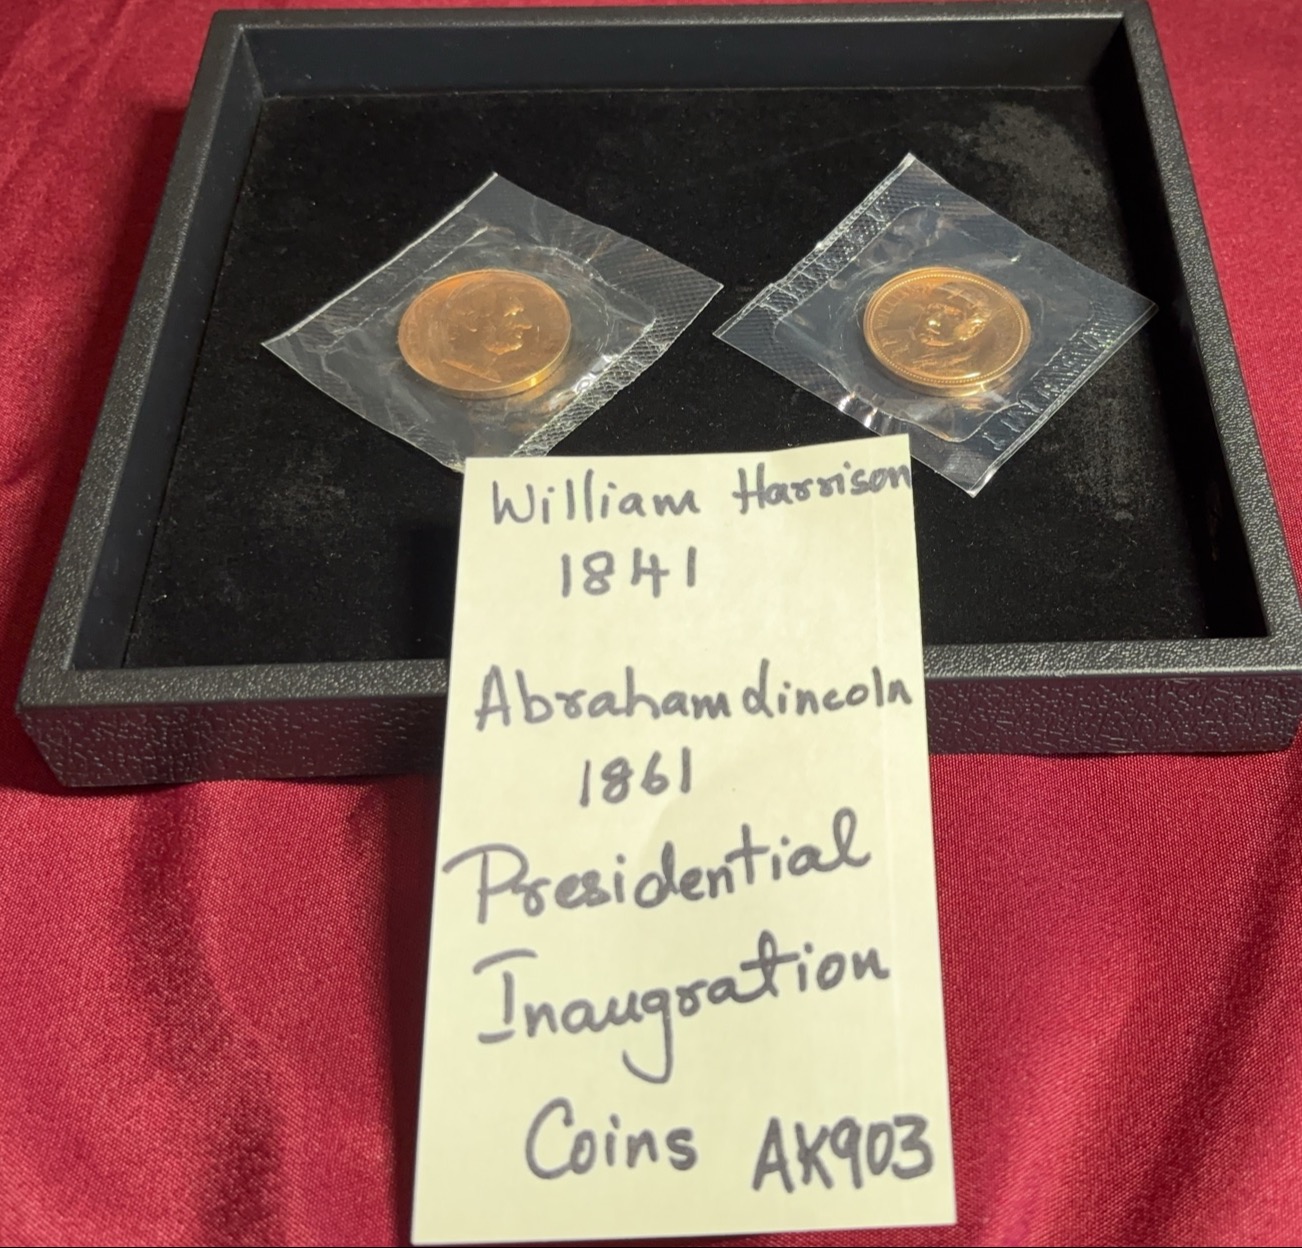 William Harrison
1841
Abraham Lincoln
1861
Presidential
Inaugration
Coins AK903